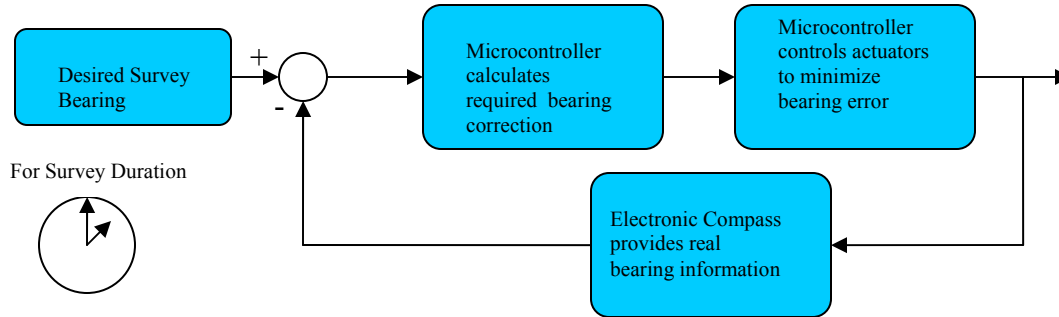 Desired Survey
Bearing
+
-
Microcontroller
calculates
required bearing
correction
Microcontroller
controls actuators
to minimize
bearing error
For Survey Duration
Electronic Compass
provides real
bearing information